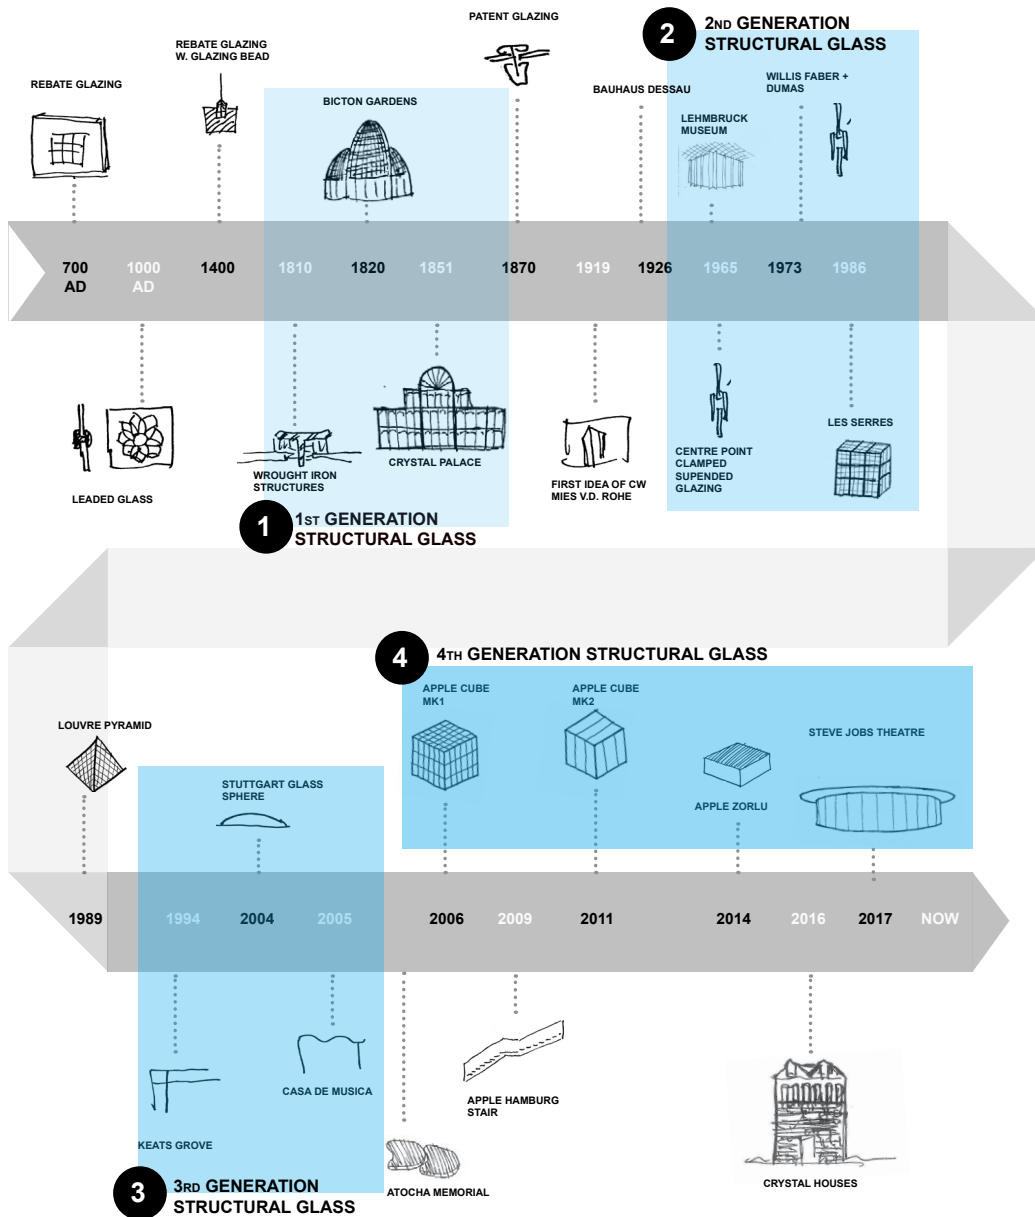 PATENT GLAZING
2
2ND GENERATION
STRUCTURAL GLASS
REBATE GLAZING
W. GLAZING BEAD
REBATE GLAZING
BICTON GARDENS
BAUHAUS DESSAU
WILLIS FABER +
DUMAS
LEHMBRUCK
MUSEUM
700
AD
1000
AD
1400
1810
1820
1851
1870
1919
1926
1965
1973
1986
LEADED GLASS
WROUGHT IRON
STRUCTURES
CRYSTAL PALACE
FIRST IDEA OF CW
MIES V.D. ROHE
CENTRE POINT
CLAMPED
SUPENDED
GLAZING
LES SERRES
1
1ST GENERATION
STRUCTURAL GLASS
4
4TH GENERATION STRUCTURAL GLASS
LOUVRE PYRAMID
STUTTGART GLASS
SPHERE
APPLE CUBE
MK1
APPLE CUBE
MK2
APPLE ZORLU
STEVE JOBS THEATRE
1989
1994
2004
2005
2006
2009
2011
2014
2016
2017
NOW
KEATS GROVE
CASA DE MUSICA
ATOCHA MEMORIAL
APPLE HAMBURG
STAIR
CRYSTAL HOUSES
3
3RD GENERATION
STRUCTURAL GLASS